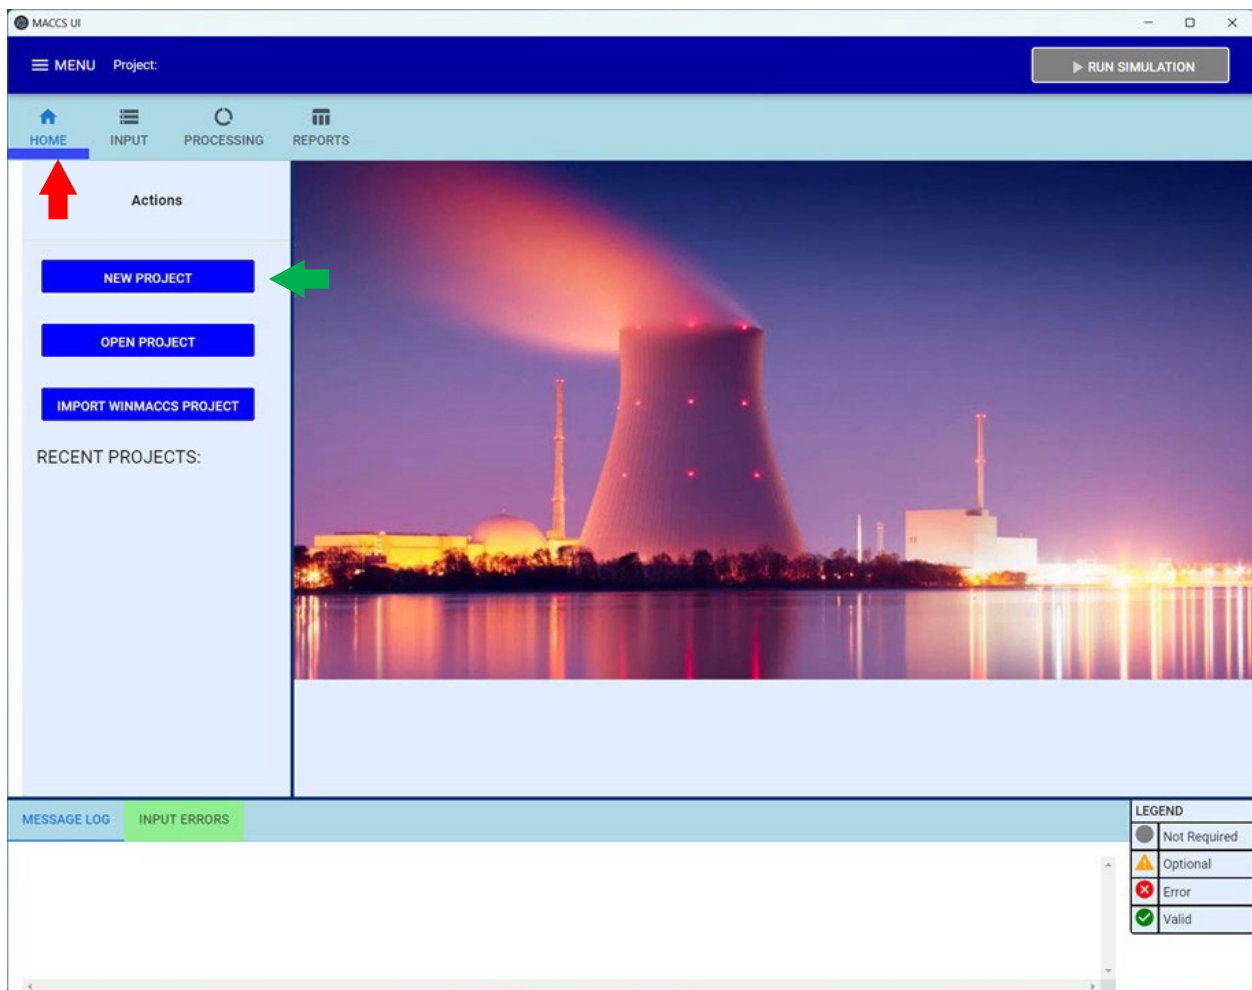 MACCS UI
MENU Project:
RUN SIMULATION
HOME INPUT PROCESSING REPORTS
Actions
NEW PROJECT
OPEN PROJECT
IMPORT WINMACCS PROJECT
RECENT PROJECTS:
MESSAGE LOG INPUT ERRORS
LEGEND
Not Required
Optional
Error
Valid